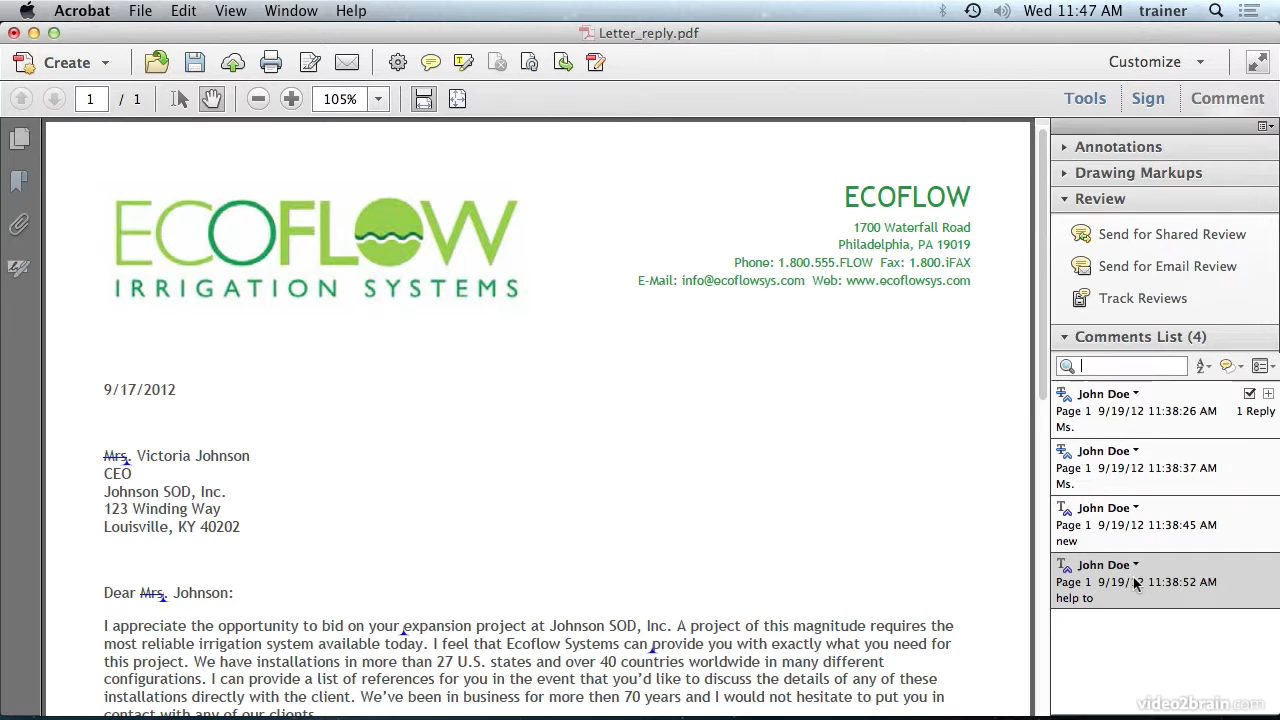 Acrobat File Edit View Window Help Wed 11:47 AM trainer
Letter_reply.pdf
Create Customize
1 / 1 105% Tools Sign Comment
ECOFLOW
IRRIGATION SYSTEMS
ECOFLOW
1700 Waterfall Road
Philadelphia, PA 19019
Phone: 1.800.555.FLOW Fax: 1.800.iFAX
E-Mail: info@ecoflowsys.com Web: www.ecoflowsys.com
9/17/2012
Mrs. Victoria Johnson
CEO
Johnson SOD, Inc.
123 Winding Way
Louisville, KY 40202
Dear Mrs. Johnson:
I appreciate the opportunity to bid on your expansion project at Johnson SOD, Inc. A project of this magnitude requires the
most reliable irrigation system available today. I feel that Ecoflow Systems can provide you with exactly what you need for
this project. We have installations in more than 27 U.S. states and over 40 countries worldwide in many different
configurations. I can provide a list of references for you in the event that you'd like to discuss the details of any of these
installations directly with the client. We've been in business for more then 70 years and I would not hesitate to put you in
contact with any of our clients.
Annotations
Drawing Markups
Review
Send for Shared Review
Send for Email Review
Track Reviews
Comments List (4)
John Doe
Page 1 9/19/12 11:38:26 AM 1 Reply
Ms.
John Doe
Page 1 9/19/12 11:38:37 AM
Ms.
John Doe
Page 1 9/19/12 11:38:45 AM
new
John Doe
Page 1 9/19/12 11:38:52 AM
help to
video2brain.com